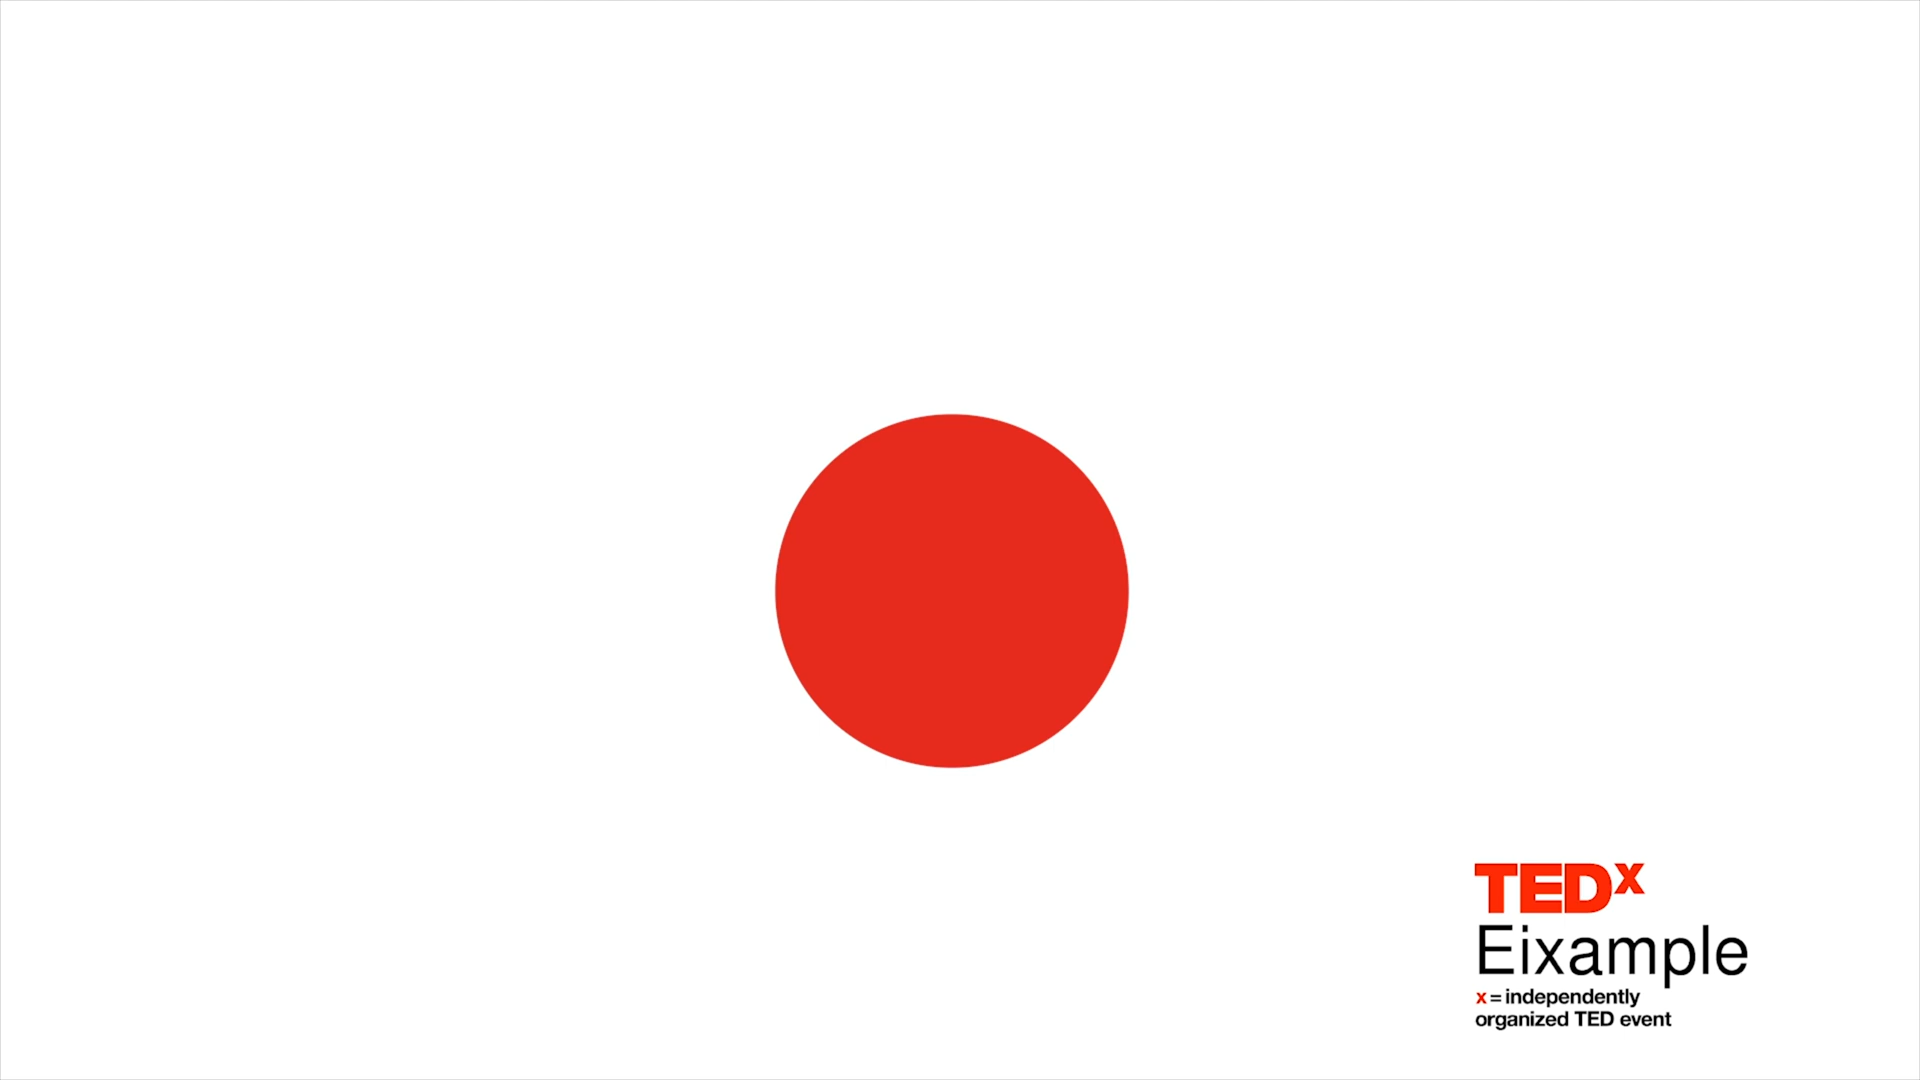 TEDx
Eixample
x = independently
organized TED event